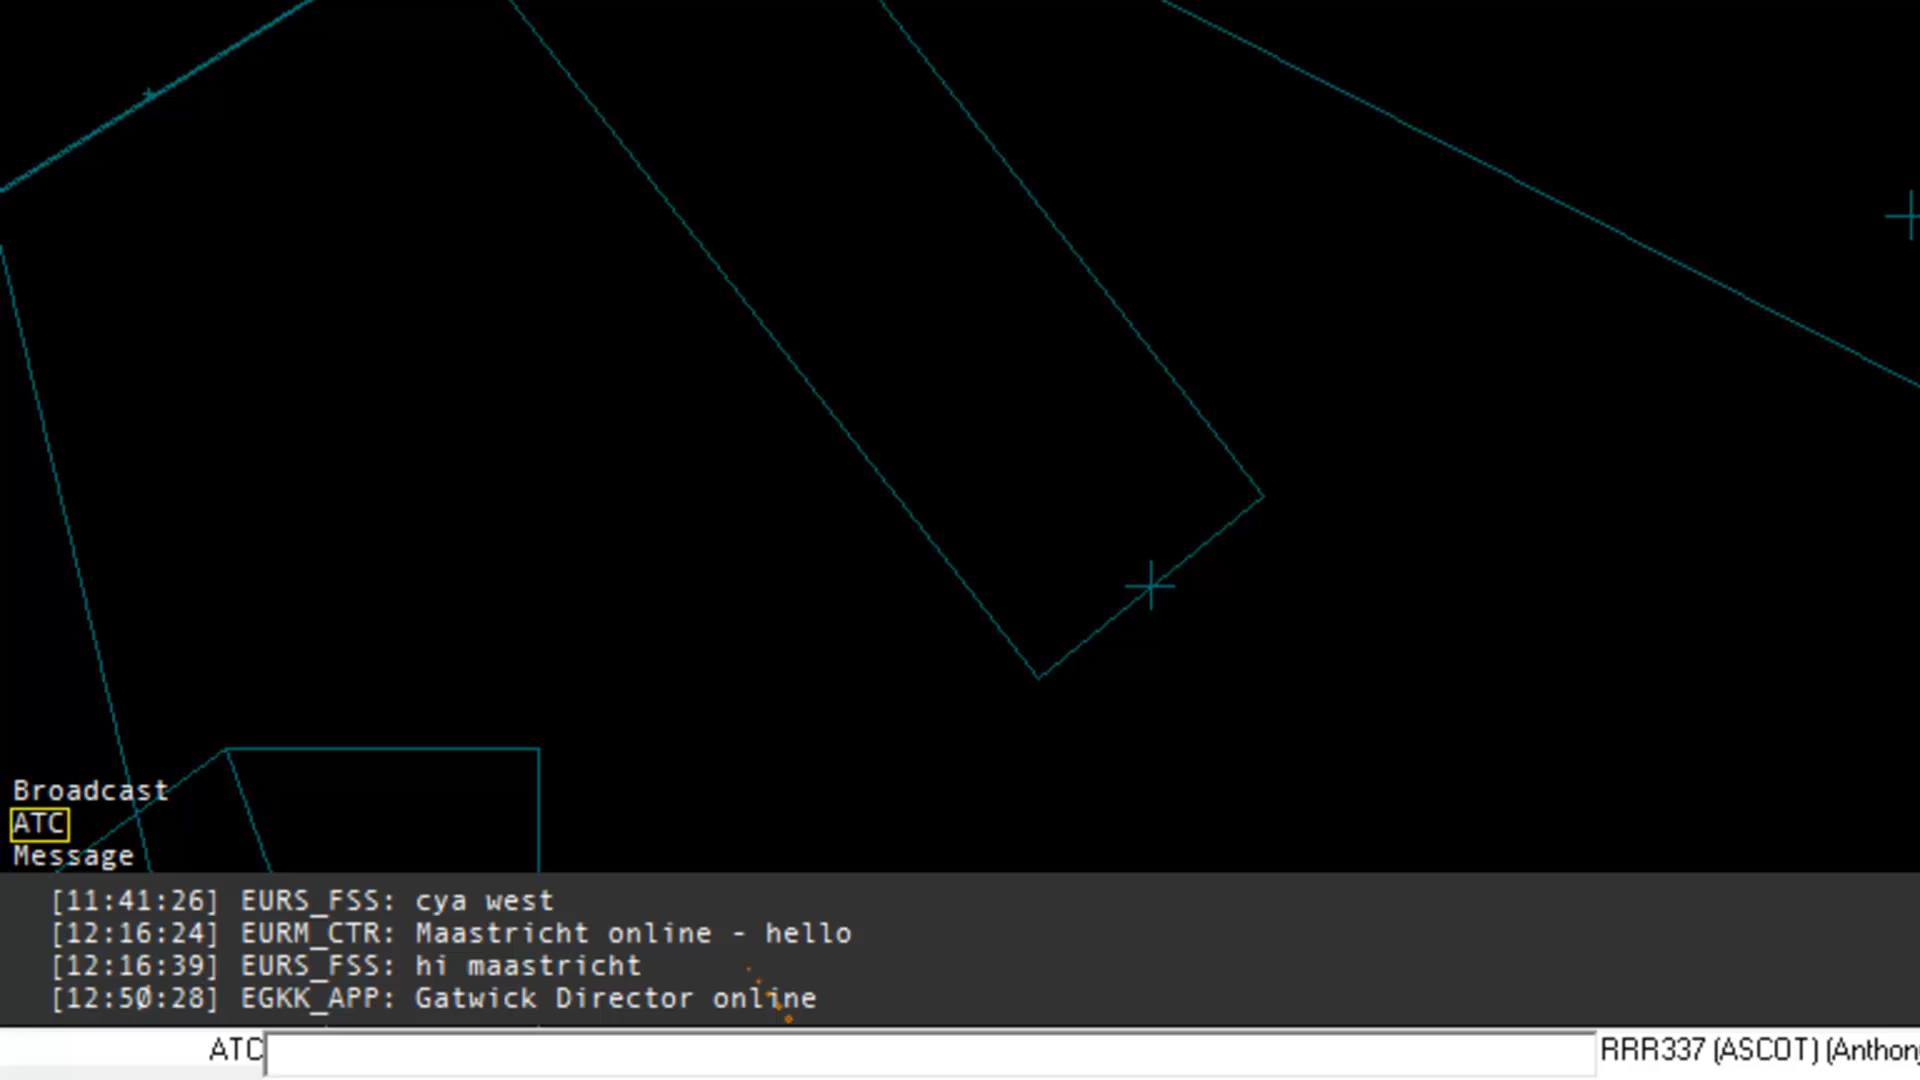 Broadcast
ATC
Message
[11:41:26] EURS_FSS: cya west
[12:16:24] EURM_CTR: Maastricht online - hello
[12:16:39] EURS_FSS: hi maastricht
[12:50:28] EGKK_APP: Gatwick Director online
ATC
RRR337 (ASCOT) (Anthon